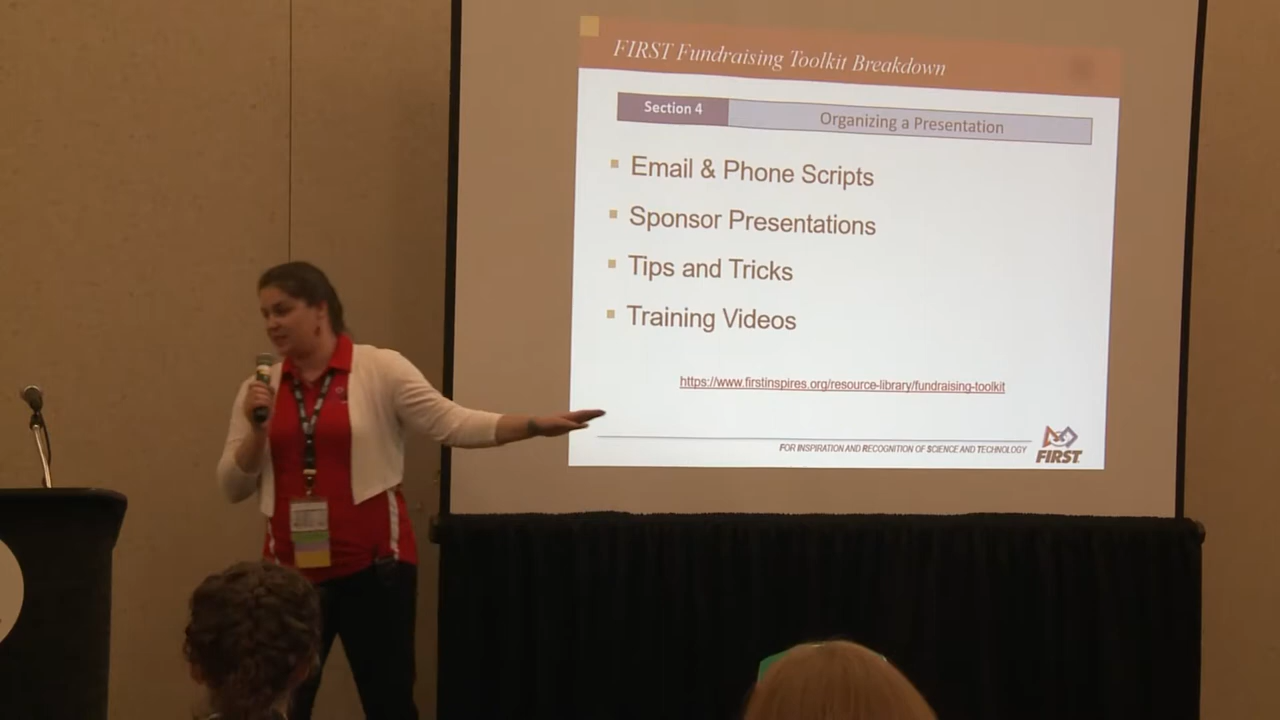 FIRST Fundraising Toolkit Breakdown
Section 4
Organizing a Presentation
Email & Phone Scripts
Sponsor Presentations
Tips and Tricks
Training Videos
https://www.firstinspires.org/resource-library/fundraising-toolkit
FOR INSPIRATION AND RECOGNITION OF SCIENCE AND TECHNOLOGY
FIRST